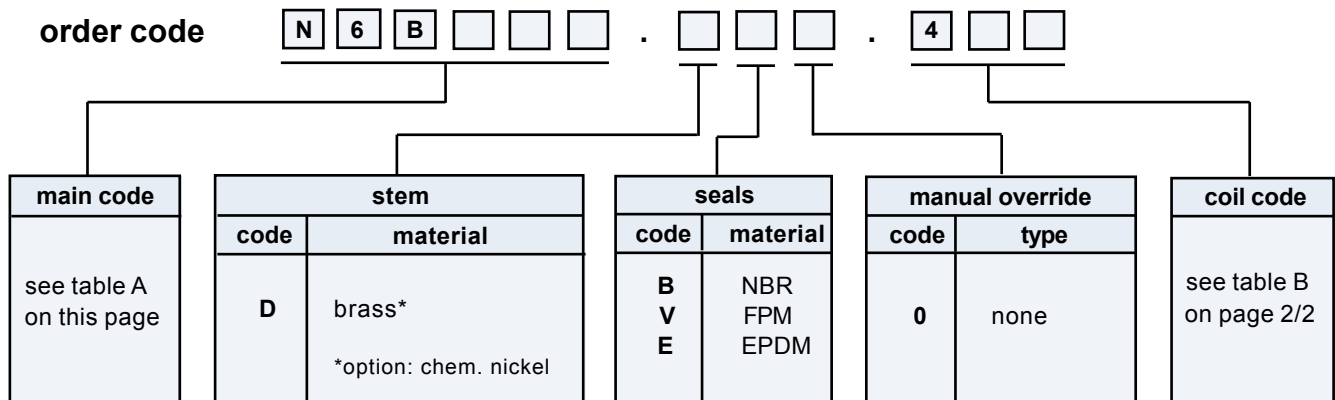 order code N 6 B . . 4
main code
see table A
on this page
stem
code material
D brass*
*option: chem. nickel
seals
code material
B NBR
V FPM
E EPDM
manual override
code type
0 none
coil code
see table B
on page 2/2